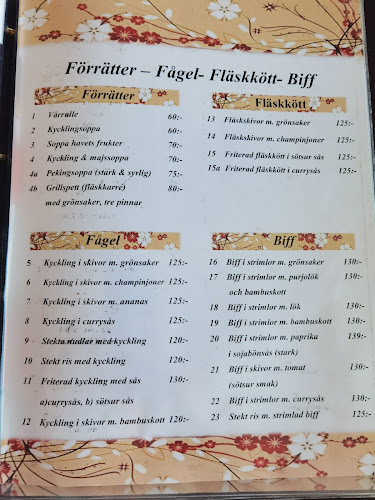 Förrätter – Fågel- Fläskkött- Biff
Förrätter
1 Vårrulle 60:-
2 Kycklingsoppa 60:-
3 Soppa havets frukter 70:-
4 Kyckling & majssoppa 70:-
4a Pekingsoppa (stark & syrlig) 75:-
4b Grillspett (fläskkarré) 80:-
med grönsaker, tre pinnar
Fläskkött
13 Fläskskivor m. grönsaker 125:-
14 Fläskskivor m. champinjoner 125:-
15 Friterad fläskkött i sötsur sås 125:-
15a Friterad fläskkött i currysås 125:-
Fågel
5 Kyckling i skivor m. grönsaker 125:-
6 Kyckling i skivor m. champinjoner 125:-
7 Kyckling i skivor m. ananas 125:-
8 Kyckling i currysås 125:-
9 Stekta nudlar med kyckling 120:-
10 Stekt ris med kyckling 120:-
11 Friterad kyckling med sås 130:-
a)currysås, b) sötsur sås
12 Kyckling i skivor m. bambuskott 120:-
Biff
16 Biff i strimlor m. grönsaker 130:-
17 Biff i strimlor m. purjolök 130:-
och bambuskott
18 Biff i strimlor m. lök 130:-
19 Biff i strimlor m. bambuskott 130:-
20 Biff i strimlor m. paprika 139:-
i sojabönsås (stark)
21 Biff i skivor m. tomat 130:-
(sötsur smak)
22 Biff i strimlor m. currysås 130:-
23 Stekt ris m. strimlad biff 125:-